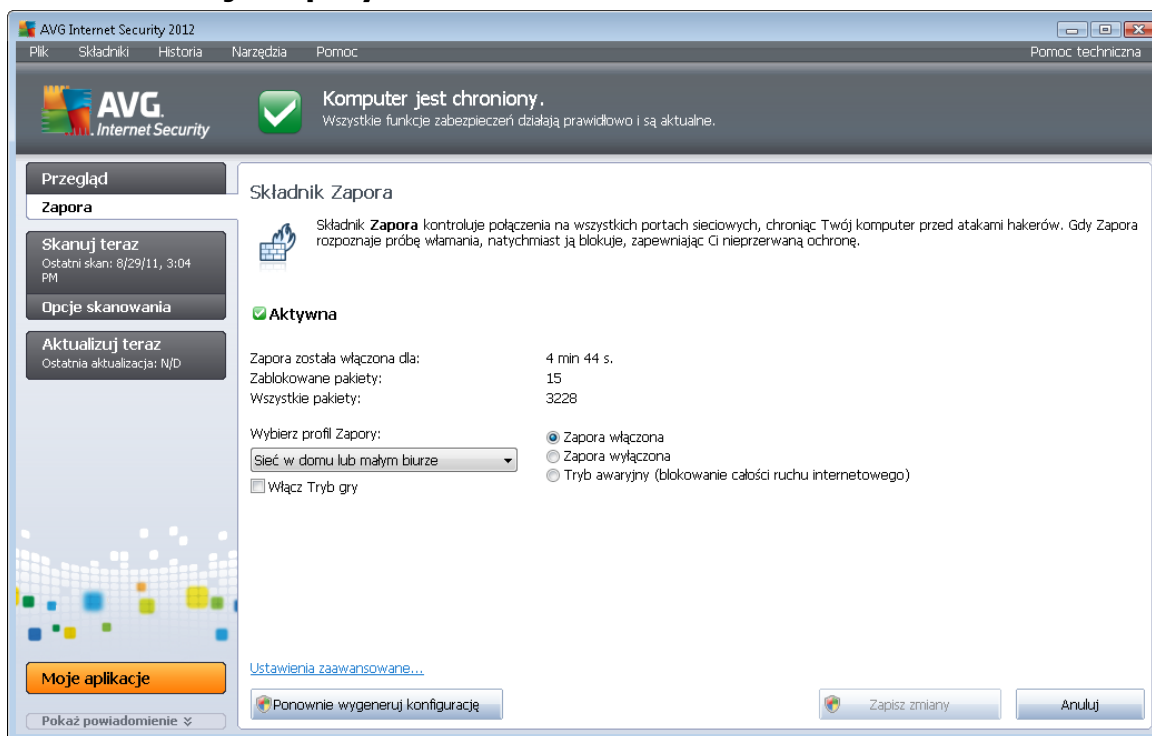 AVG Internet Security 2012
Plik Składniki Historia Narzędzia Pomoc Pomoc techniczna
AVG.
Internet Security
Komputer jest chroniony.
Wszystkie funkcje zabezpieczeń działają prawidłowo i są aktualne.
Przegląd
Zapora
Skanuj teraz
Ostatni skan: 8/29/11, 3:04
PM
Opcje skanowania
Aktualizuj teraz
Ostatnia aktualizacja: N/D
Składnik Zapora
Składnik Zapora kontroluje połączenia na wszystkich portach sieciowych, chroniąc Twój komputer przed atakami hakerów. Gdy Zapora
rozpoznaje próbę włamania, natychmiast ją blokuje, zapewniając Ci nieprzerwaną ochronę.
Aktywna
Zapora została włączona dla: 4 min 44 s.
Zablokowane pakiety: 15
Wszystkie pakiety: 3228
Wybierz profil Zapory:
Sieć w domu lub małym biurze
Włącz Tryb gry
Zapora włączona
Zapora wyłączona
Tryb awaryjny (blokowanie całości ruchu internetowego)
Ustawienia zaawansowane...
Ponownie wygeneruj konfigurację Zapisz zmiany Anuluj
Moje aplikacje
Pokaż powiadomienie